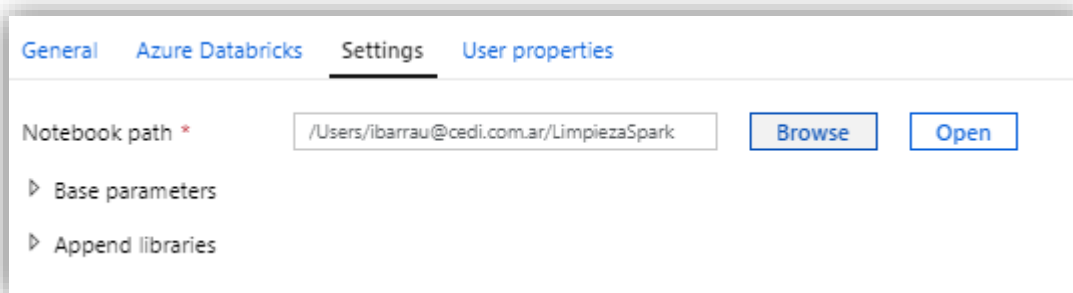 General Azure Databricks Settings User properties
Notebook path * /Users/ibarrau@cedi.com.ar/LimpiezaSpark Browse Open
Base parameters
Append libraries